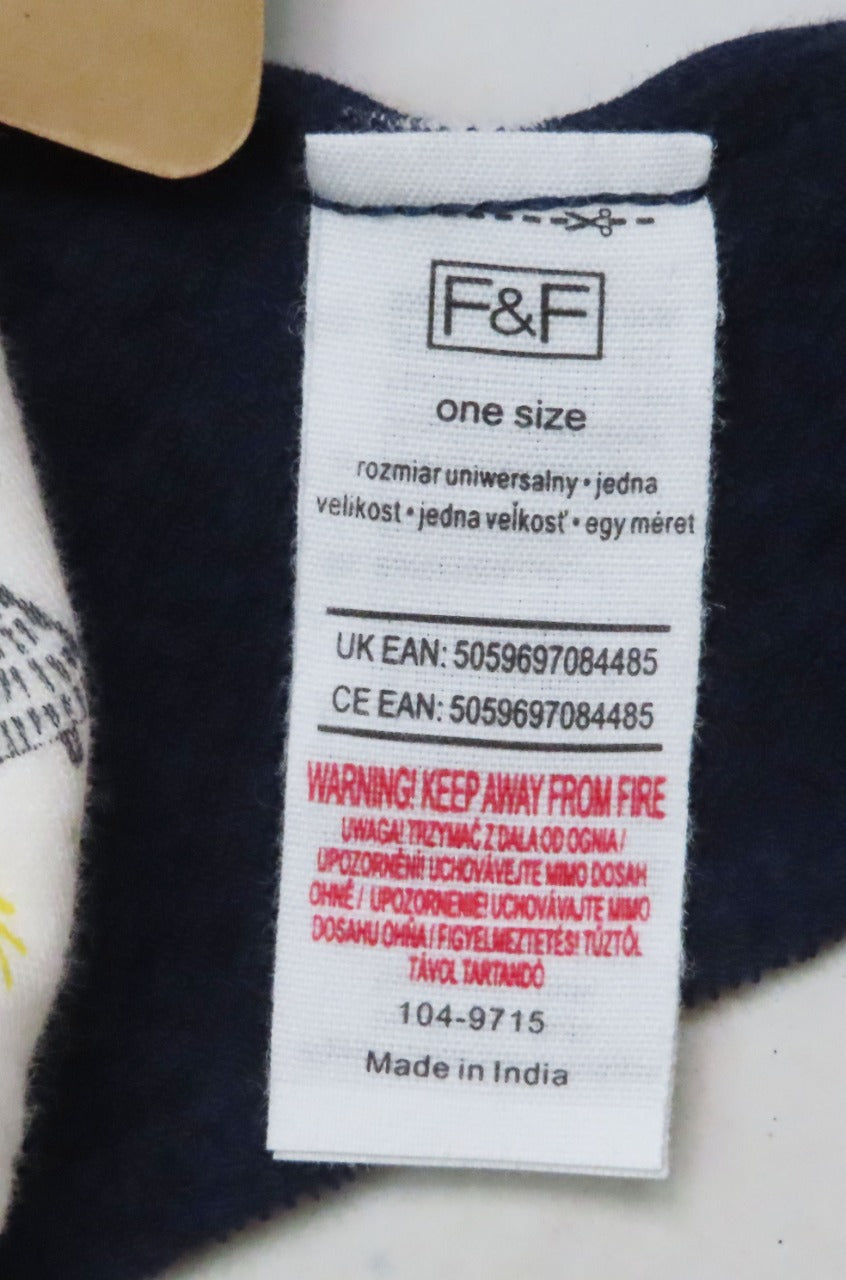 F&F
one size
rozmiar uniwersalny • jedna
velikost • jedna veľkosť • egy méret
UK EAN: 5059697084485
CE EAN: 5059697084485
WARNING! KEEP AWAY FROM FIRE
UWAGA! TRZYMAĆ Z DALA OD OGNIA /
UPOZORNĚNÍ! UCHOVÁVEJTE MIMO DOSAH
OHNĚ / UPOZORNENIE! UCHOVÁVAJTE MIMO
DOSAHU OHŇA / FIGYELMEZTETÉS! TŰZTŐL
TÁVOL TARTANDÓ
104-9715
Made in India